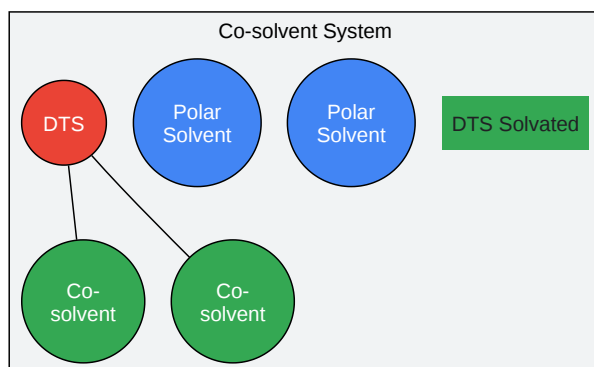 Co-solvent System
DTS
Polar
Solvent
Polar
Solvent
DTS Solvated
Co-
solvent
Co-
solvent